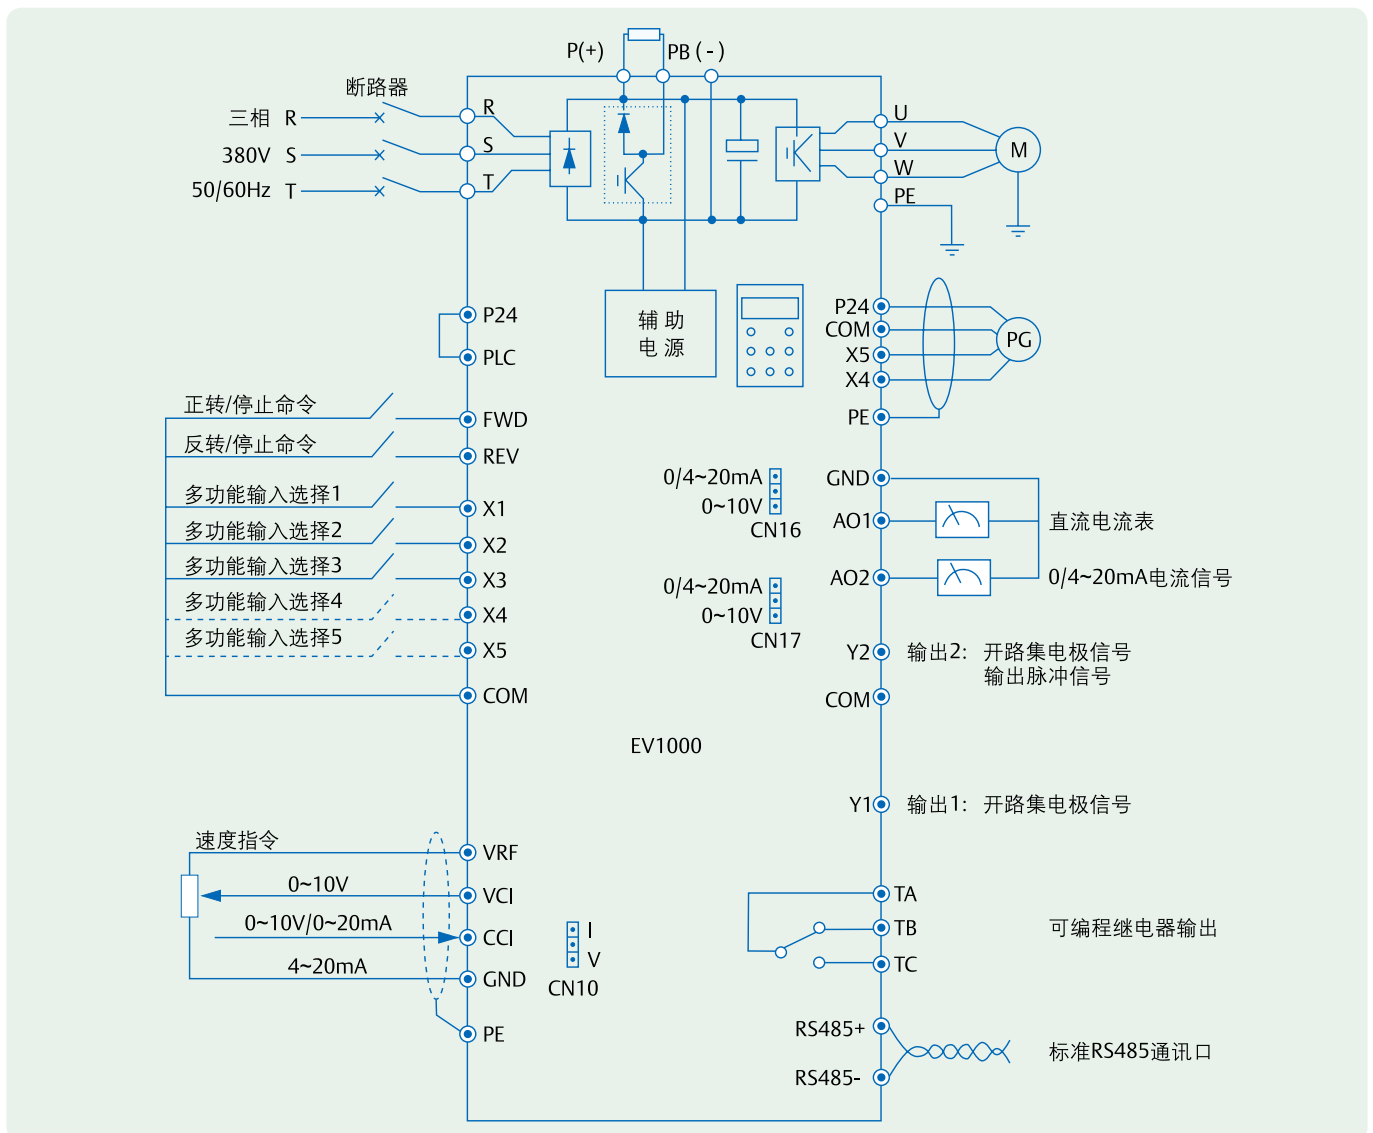 P(+)
PB ( - )
断路器
三相 R
380V S
50/60Hz T
R
S
T
U
V
W
PE
M
P24
PLC
辅 助
电 源
P24
COM
X5
X4
PE
PG
正转/停止命令
FWD
反转/停止命令
REV
多功能输入选择1
X1
多功能输入选择2
X2
多功能输入选择3
X3
多功能输入选择4
X4
多功能输入选择5
X5
COM
0/4~20mA
0~10V
CN16
0/4~20mA
0~10V
CN17
GND
AO1
直流电流表
AO2
0/4~20mA电流信号
Y2
输出2: 开路集电极信号
输出脉冲信号
COM
EV1000
Y1
输出1: 开路集电极信号
速度指令
VRF
0~10V
VCI
0~10V/0~20mA
CCI
4~20mA
GND
PE
I
V
CN10
TA
TB
TC
可编程继电器输出
RS485+
RS485-
标准RS485通讯口